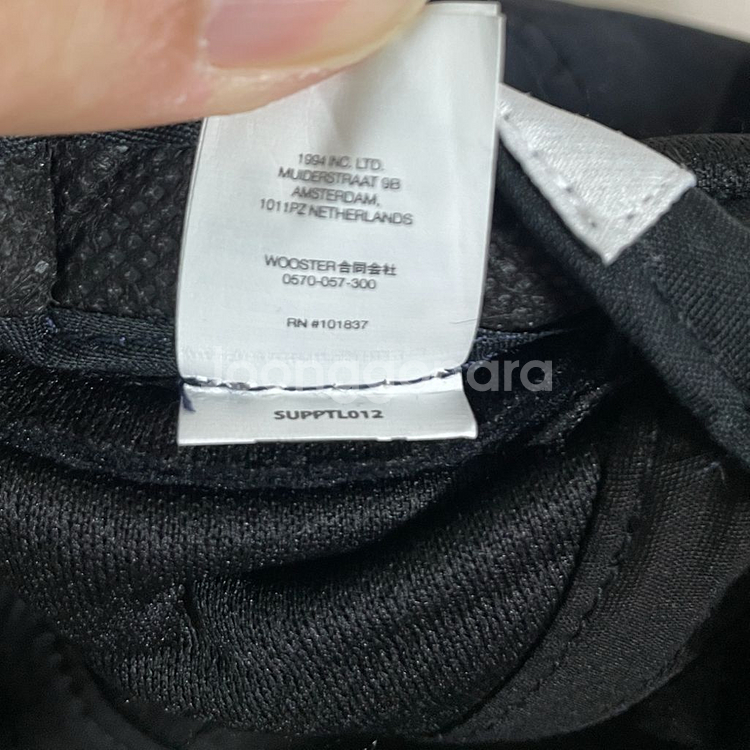 1994 INC. LTD.
MUIDERSTRAAT 9B
AMSTERDAM,
1011PZ NETHERLANDS
WOOSTER合同会社
0570-057-300
RN #101837
SUPPTL012